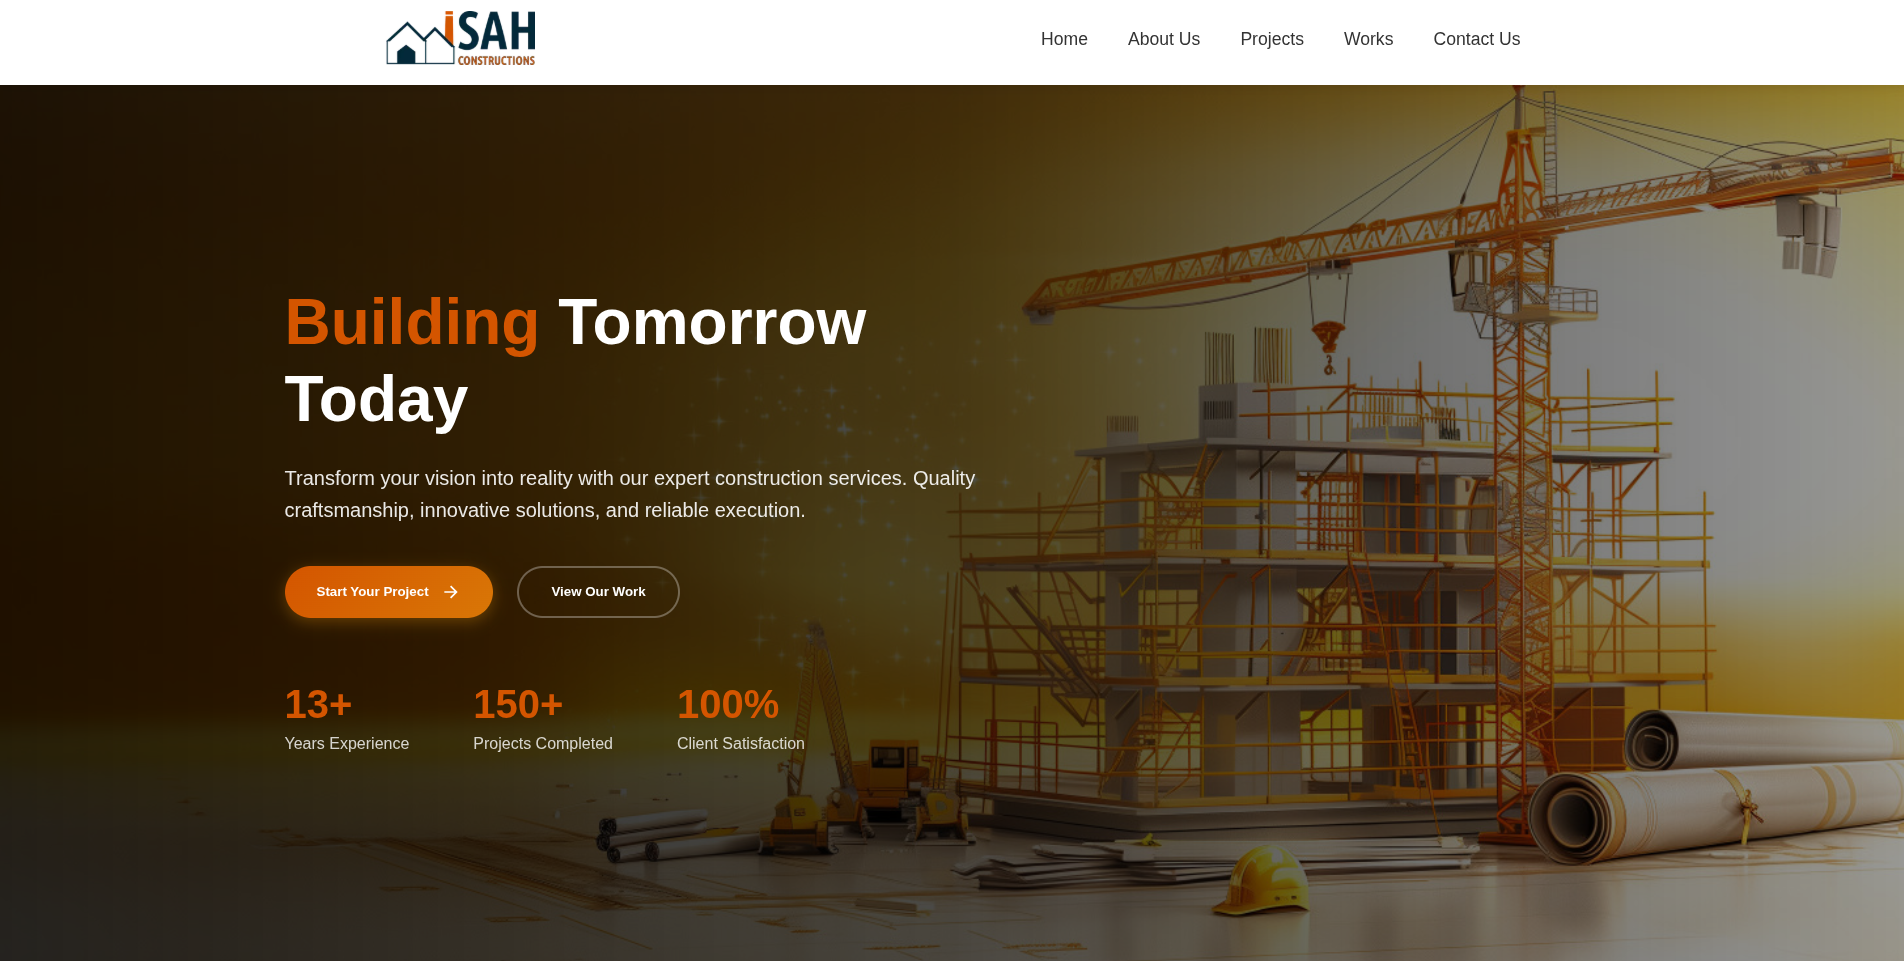 iSAH
CONSTRUCTIONS
Home
About Us
Projects
Works
Contact Us
Building Tomorrow
Today
Transform your vision into reality with our expert construction services. Quality
craftsmanship, innovative solutions, and reliable execution.
Start Your Project
View Our Work
13+
150+
100%
Years Experience
Projects Completed
Client Satisfaction